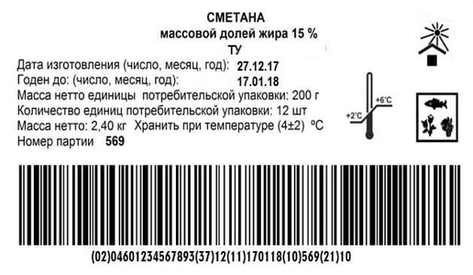 СМЕТАНА
массовой долей жира 15 %
ТУ
Дата изготовления (число, месяц, год): 27.12.17
Годен до: (число, месяц, год): 17.01.18
Масса нетто единицы потребительской упаковки: 200 г
Количество единиц потребительской упаковки: 12 шт
Масса нетто: 2,40 кг Хранить при температуре (4±2) ºС
Номер партии 569
+6°C
+2°C
(02)04601234567893(37)12(11)170118(10)569(21)10